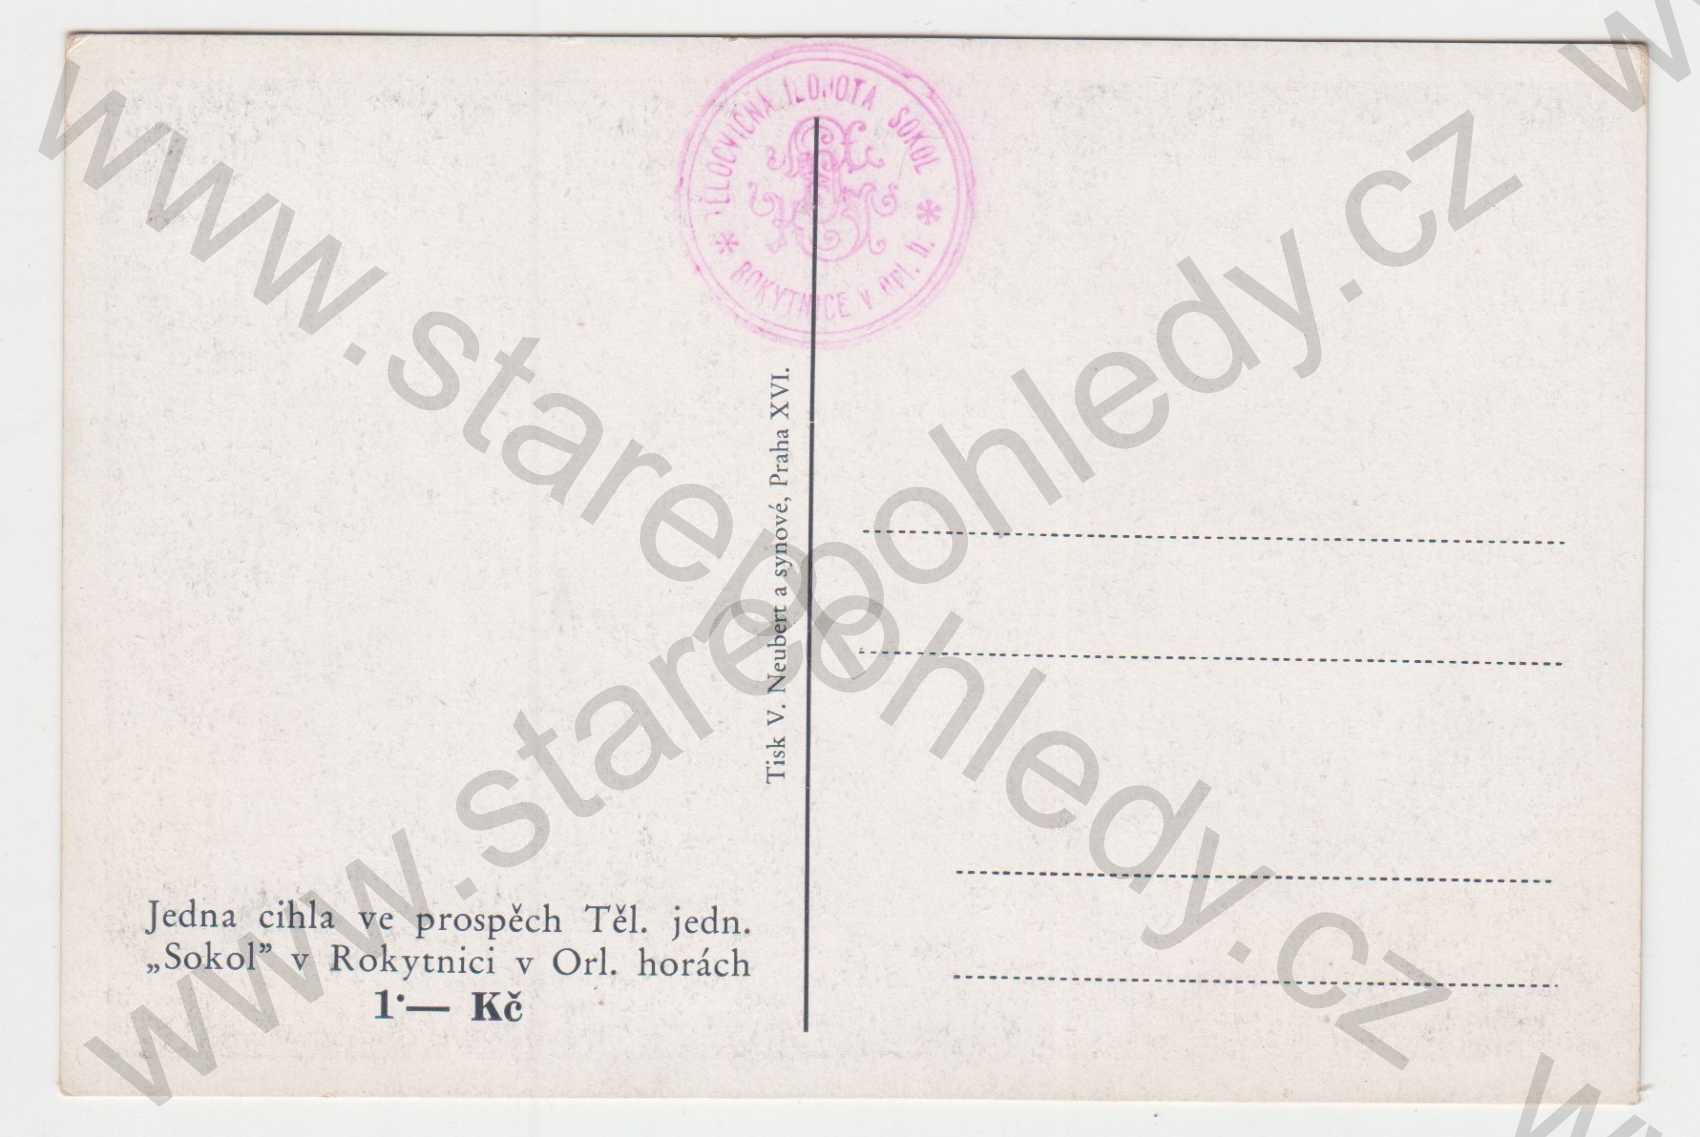 TĚLOCVIČNÁ JEDNOTA SOKOL
ROKYTNICE v orl. h.
Tisk V. Neubert a synové, Praha XVI.
Jedna cihla ve prospěch Těl. jedn.
„Sokol” v Rokytnici v Orl. horách
1·— Kč
www.starepohledy.cz
www.starepohledy.cz